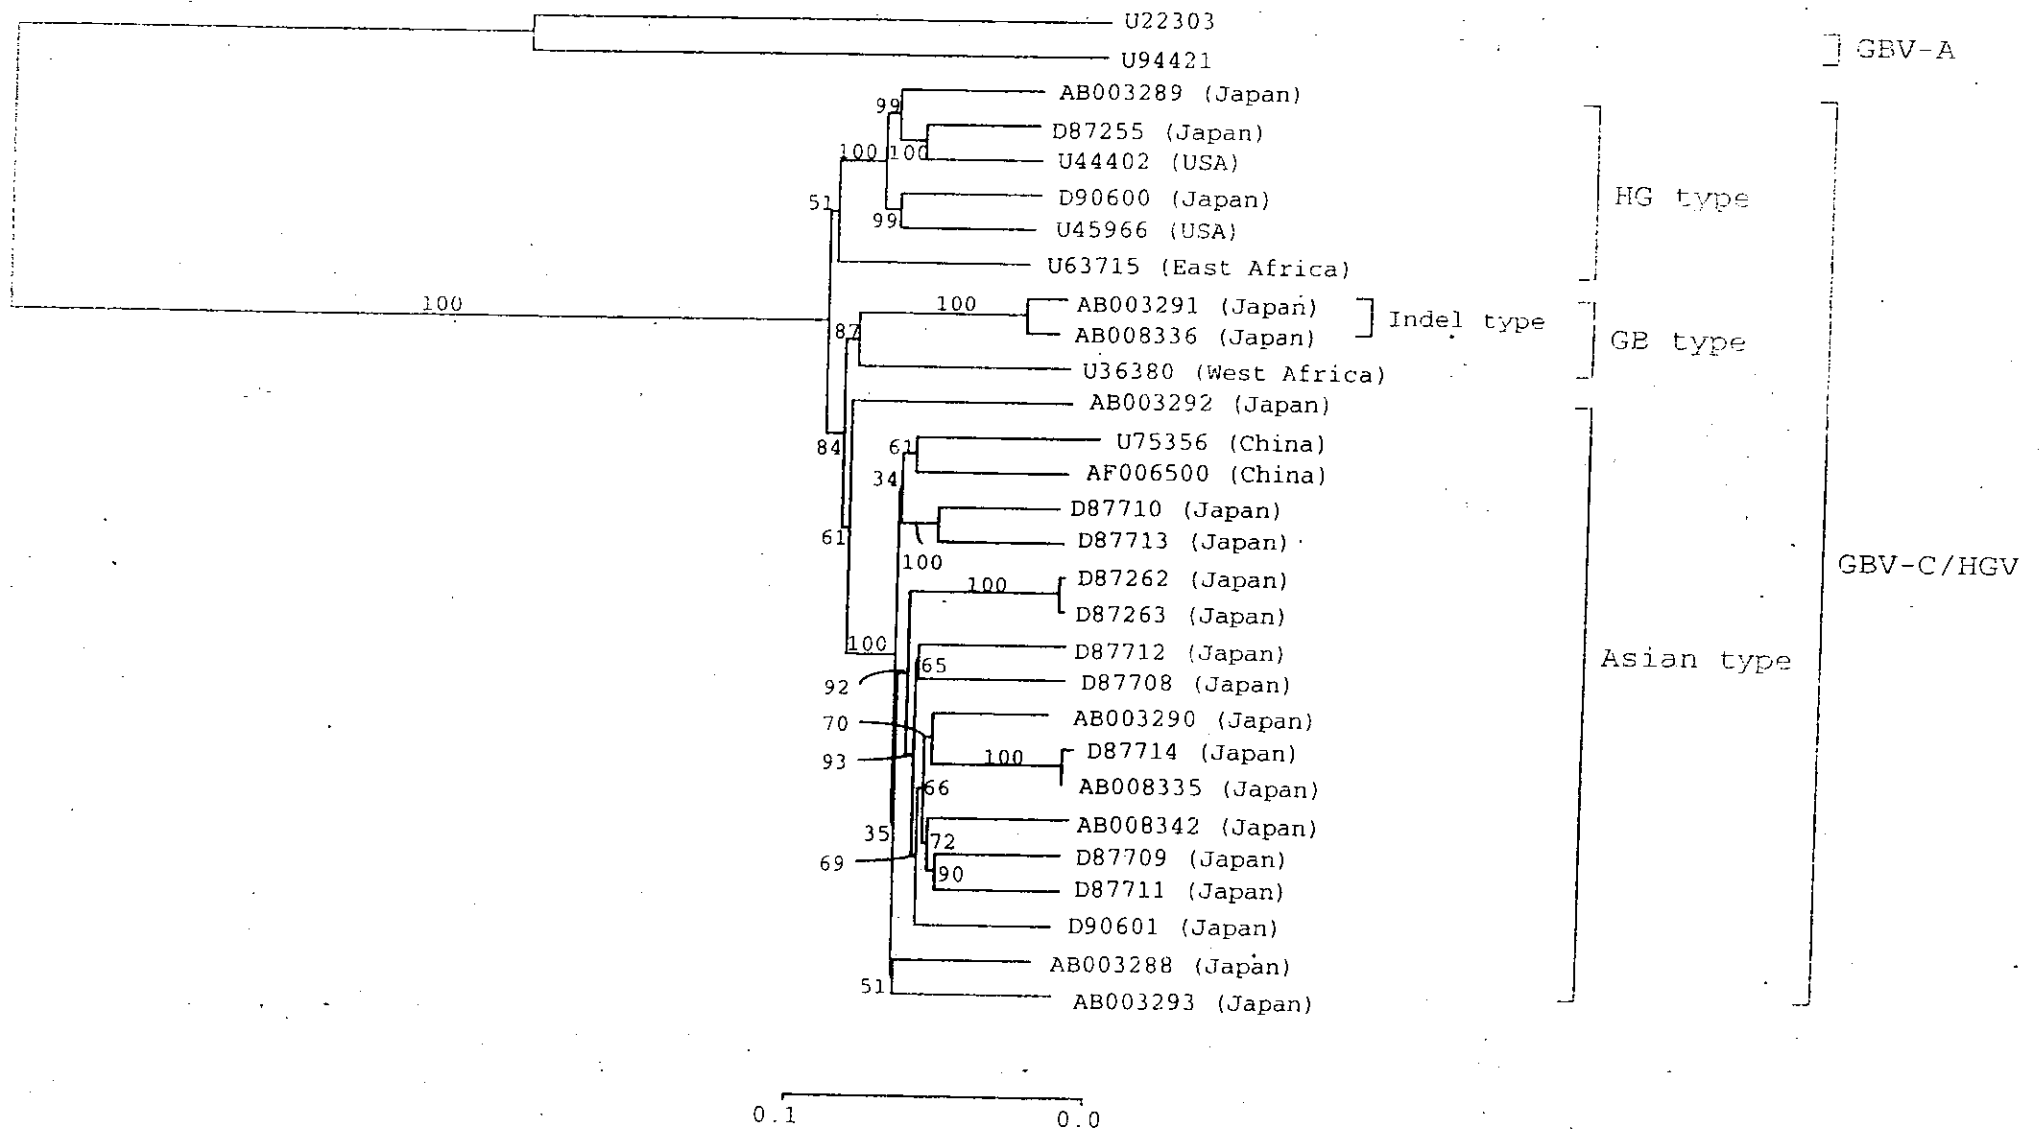 U22303
U94421
GBV-A
AB003289 (Japan)
99
D87255 (Japan)
100
100
U44402 (USA)
D90600 (Japan)
HG type
51
99
U45966 (USA)
U63715 (East Africa)
100
100
AB003291 (Japan)
Indel type
AB008336 (Japan)
87
GB type
U36380 (West Africa)
AB003292 (Japan)
84
61
U75356 (China)
34
AF006500 (China)
D87710 (Japan)
61
D87713 (Japan)
100
GBV-C/HGV
100
D87262 (Japan)
D87263 (Japan)
100
D87712 (Japan)
65
Asian type
92
D87708 (Japan)
70
AB003290 (Japan)
93
100
D87714 (Japan)
66
AB008335 (Japan)
35
AB008342 (Japan)
72
69
D87709 (Japan)
90
D87711 (Japan)
D90601 (Japan)
AB003288 (Japan)
51
AB003293 (Japan)
0.1
0.0